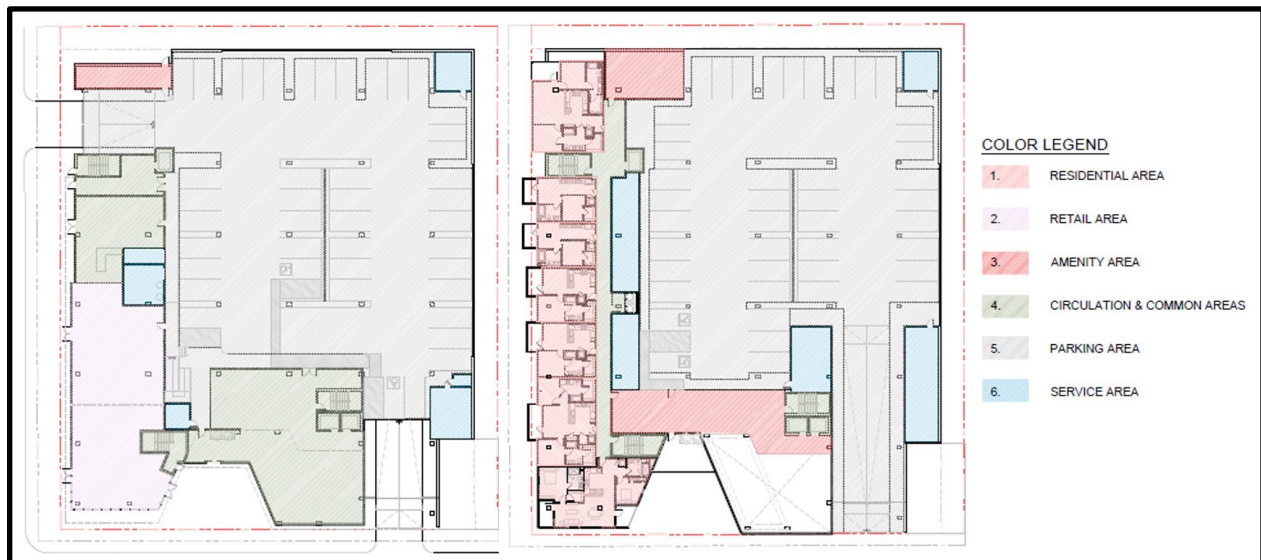 COLOR LEGEND
1. RESIDENTIAL AREA
2. RETAIL AREA
3. AMENITY AREA
4. CIRCULATION & COMMON AREAS
5. PARKING AREA
6. SERVICE AREA